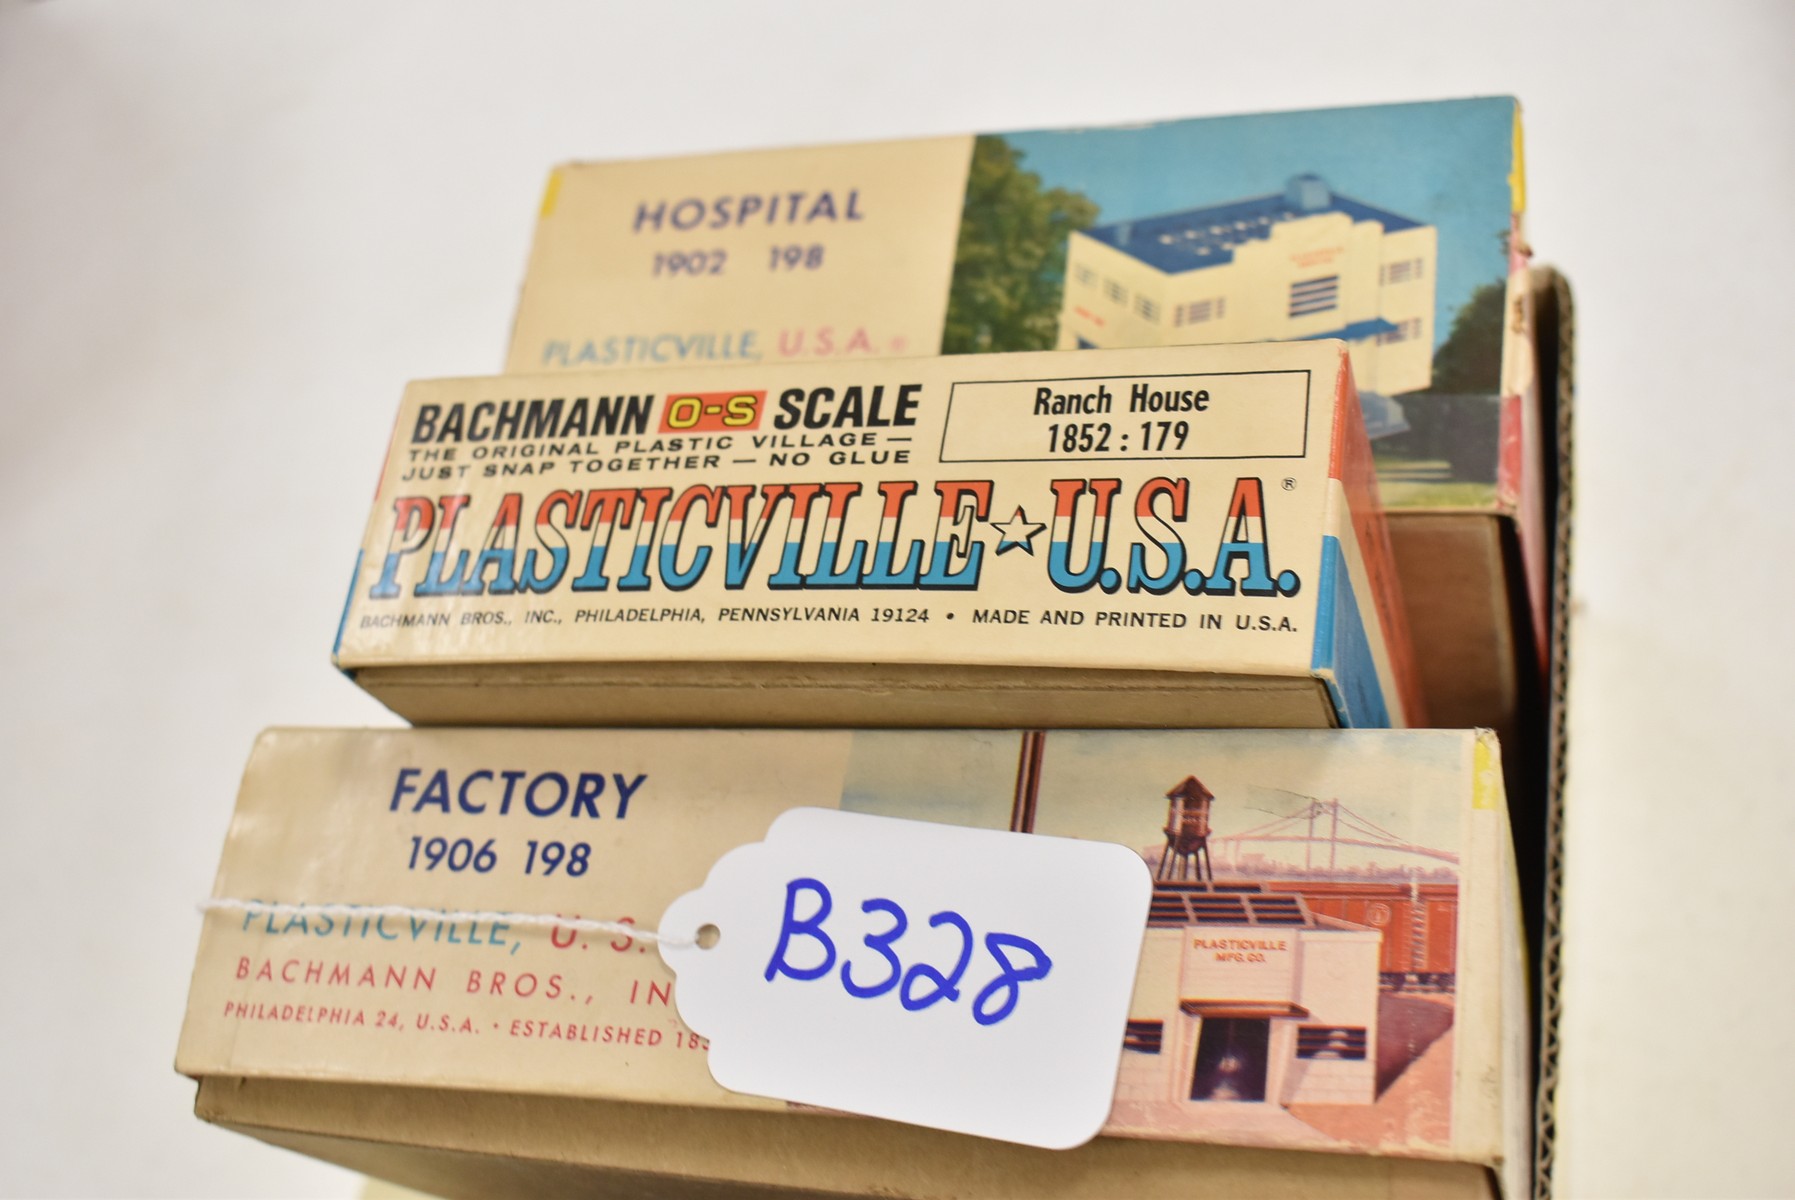 HOSPITAL
1902 198
PLASTICVILLE, U.S.A.®
BACHMANN O-S SCALE
THE ORIGINAL PLASTIC VILLAGE —
JUST SNAP TOGETHER — NO GLUE
Ranch House
1852 : 179
PLASTICVILLE★U.S.A.®
BACHMANN BROS., INC., PHILADELPHIA, PENNSYLVANIA 19124 • MADE AND PRINTED IN U.S.A.
FACTORY
1906 198
PLASTICVILLE, U. S.
BACHMANN BROS., IN
PHILADELPHIA 24, U.S.A. • ESTABLISHED 18
B328
PLASTICVILLE
MFG. CO.